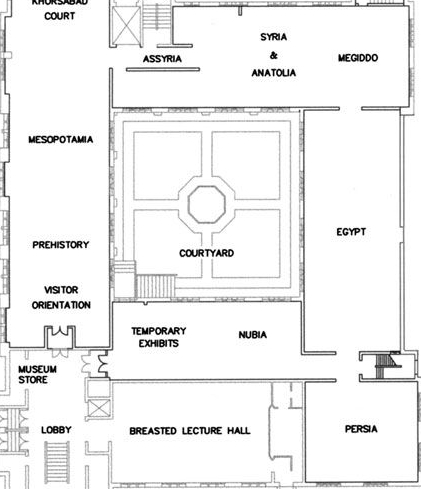 KHORSABAD
COURT
SYRIA
&
ANATOLIA
ASSYRIA
MEGIDDO
MESOPOTAMIA
EGYPT
PREHISTORY
COURTYARD
VISITOR
ORIENTATION
TEMPORARY
EXHIBITS
NUBIA
MUSEUM
STORE
LOBBY
BREASTED LECTURE HALL
PERSIA